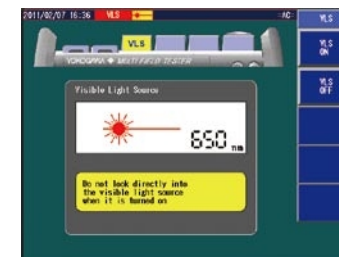 2011/02/07 16:36 VLS AC
VLS
VLS
YOKOGAWA ◆ MULTI FIELD TESTER
VLS
ON
VLS
OFF
Visible Light Source
650 nm
Do not look directly into
the visible light source
when it is turned on